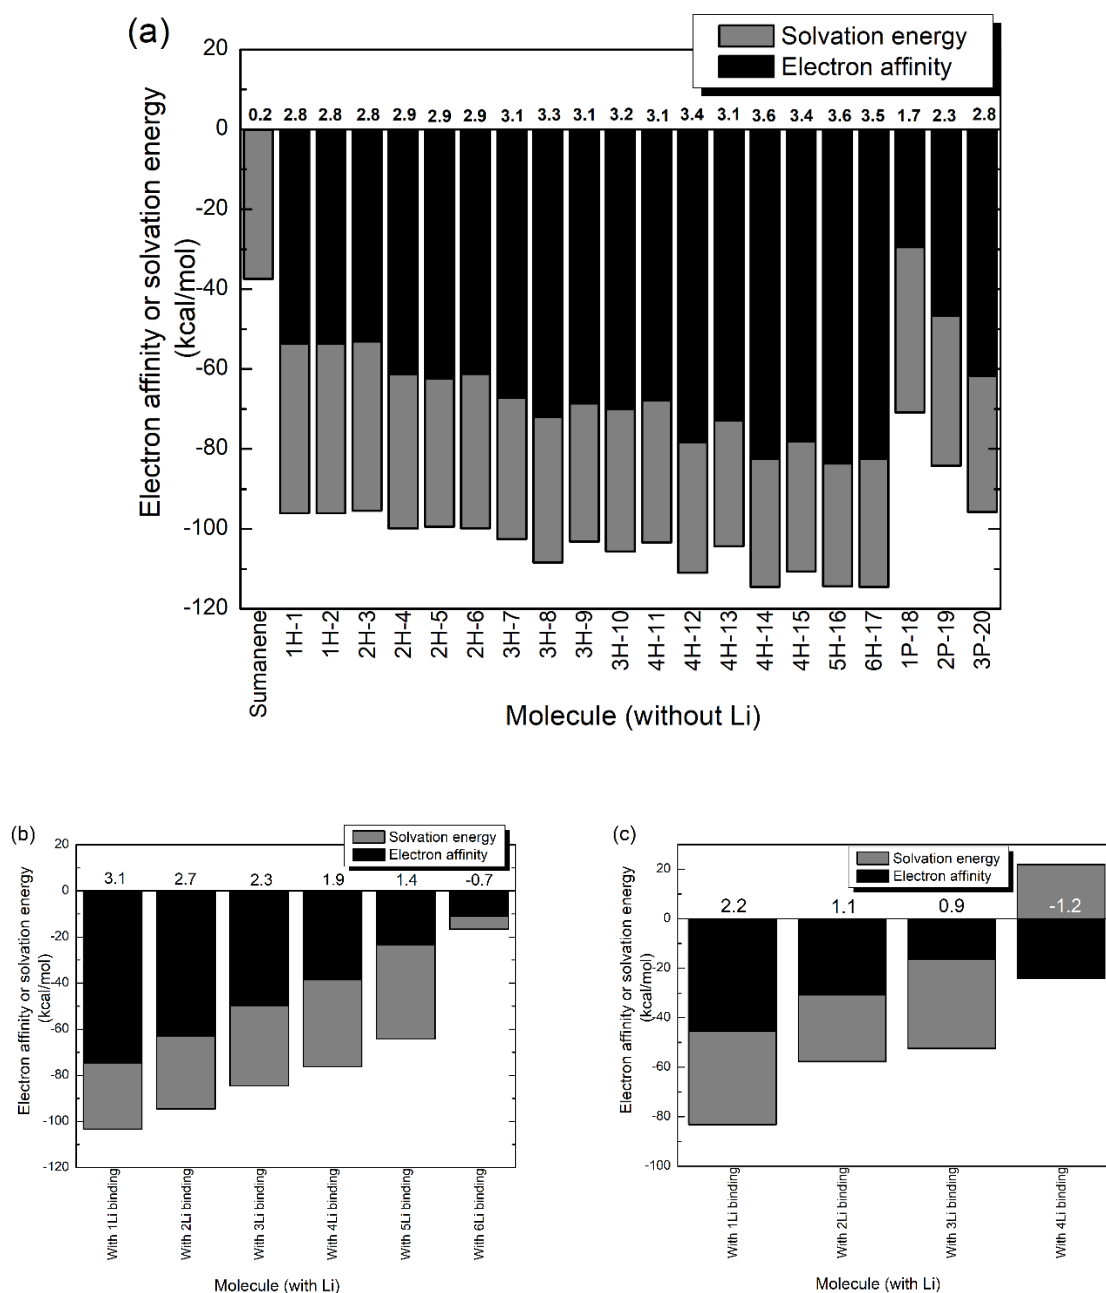 (a)
Solvation energy
Electron affinity
Electron affinity or solvation energy
(kcal/mol)
20
0
-20
-40
-60
-80
-100
-120
0.2 2.8 2.8 2.8 2.9 2.9 2.9 3.1 3.3 3.1 3.2 3.1 3.4 3.1 3.6 3.4 3.6 3.5 1.7 2.3 2.8
Sumanene
1H-1
1H-2
2H-3
2H-4
2H-5
2H-6
3H-7
3H-8
3H-9
3H-10
4H-11
4H-12
4H-13
4H-14
4H-15
5H-16
6H-17
1P-18
2P-19
3P-20
Molecule (without Li)
(b)
Solvation energy
Electron affinity
Electron affinity or solvation energy
(kcal/mol)
20
0
-20
-40
-60
-80
-100
-120
3.1 2.7 2.3 1.9 1.4 -0.7
With 1Li binding
With 2Li binding
With 3Li binding
With 4Li binding
With 5Li binding
With 6Li binding
Molecule (with Li)
(c)
Solvation energy
Electron affinity
Electron affinity or solvation energy
(kcal/mol)
20
0
-20
-40
-60
-80
-100
2.2 1.1 0.9 -1.2
With 1Li binding
With 2Li binding
With 3Li binding
With 4Li binding
Molecule (with Li)